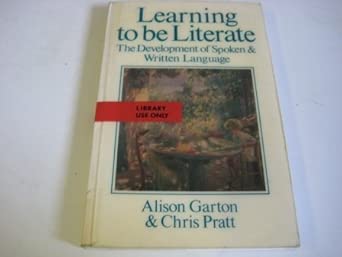 Learning
to be Literate
The Development of Spoken &
Written Language
LIBRARY
USE ONLY
Alison Garton
& Chris Pratt